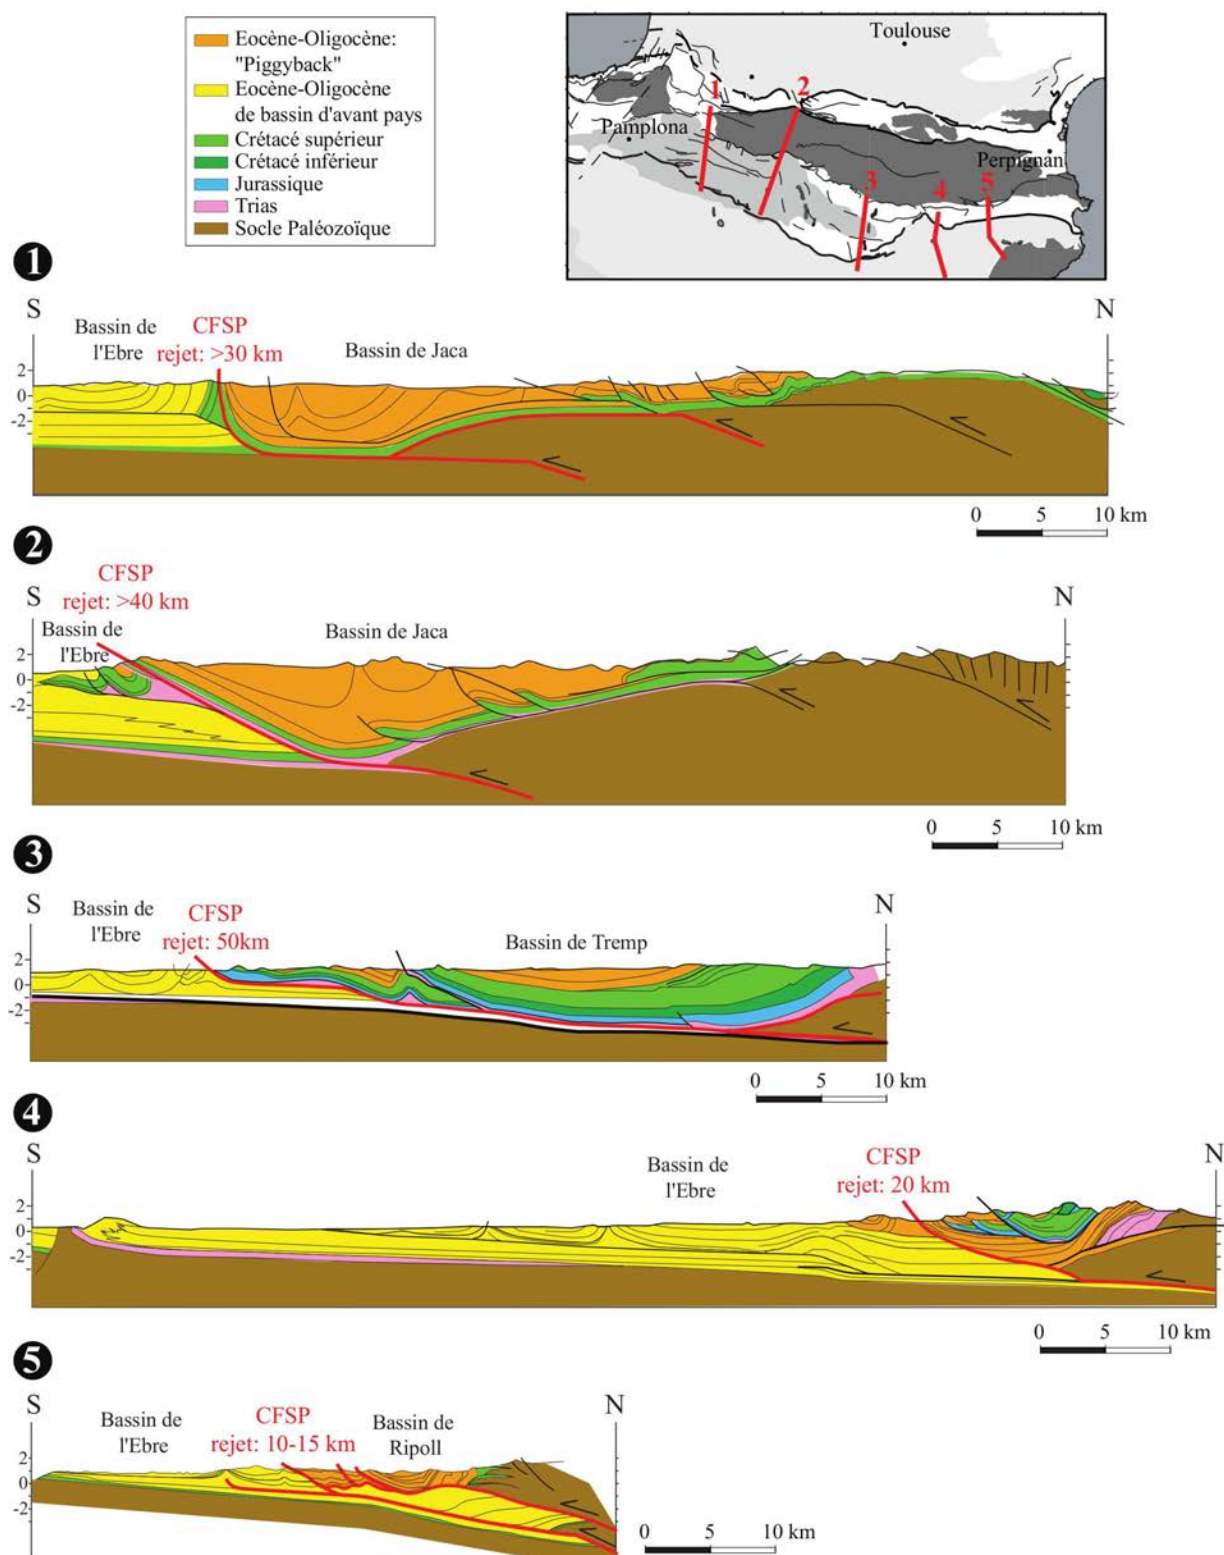 Eocène-Oligocène:
"Piggyback"
Eocène-Oligocène
de bassin d'avant pays
Crétacé supérieur
Crétacé inférieur
Jurassique
Trias
Socle Paléozoïque
Toulouse
1
2
Pamplona
Perpignan
3
4
5
1
S
N
Bassin de
l'Ebre
CFSP
rejet: >30 km
Bassin de Jaca
2
0
-2
0 5 10 km
2
S
N
CFSP
rejet: >40 km
Bassin de
l'Ebre
Bassin de Jaca
2
0
-2
0 5 10 km
3
S
N
Bassin de
l'Ebre
CFSP
rejet: 50km
Bassin de Tremp
2
0
-2
0 5 10 km
4
S
N
Bassin de
l'Ebre
CFSP
rejet: 20 km
2
0
-2
0 5 10 km
5
S
N
Bassin de
l'Ebre
CFSP
rejet: 10-15 km
Bassin de
Ripoll
2
0
-2
0 5 10 km